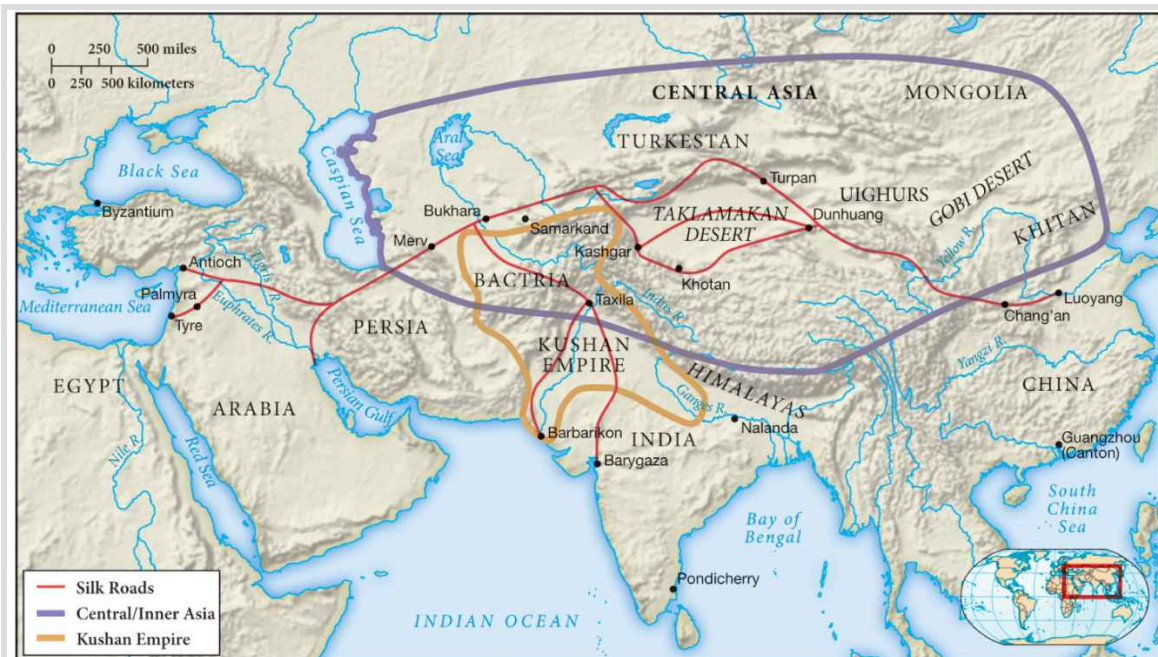 0 250 500 miles
0 250 500 kilometers
CENTRAL ASIA
MONGOLIA
TURKESTAN
Aral
Sea
Caspian Sea
Black Sea
Turpan
UIGHURS
GOBI DESERT
Byzantium
Bukhara
Samarkand
TAKLAMAKAN
DESERT
Dunhuang
KHITAN
Yellow R.
Merv
Kashgar
Antioch
Tigris R.
BACTRIA
Khotan
Palmyra
Mediterranean Sea
Euphrates R.
Tyre
Taxila
Indus R.
Luoyang
Chang'an
PERSIA
KUSHAN
EMPIRE
HIMALAYAS
Yangzi R.
EGYPT
CHINA
Persian Gulf
ARABIA
Ganges R.
Nalanda
Nile R.
Red Sea
Barbarikon
INDIA
Guangzhou
(Canton)
Barygaza
South
China
Sea
Bay of
Bengal
Pondicherry
INDIAN OCEAN
Silk Roads
Central/Inner Asia
Kushan Empire